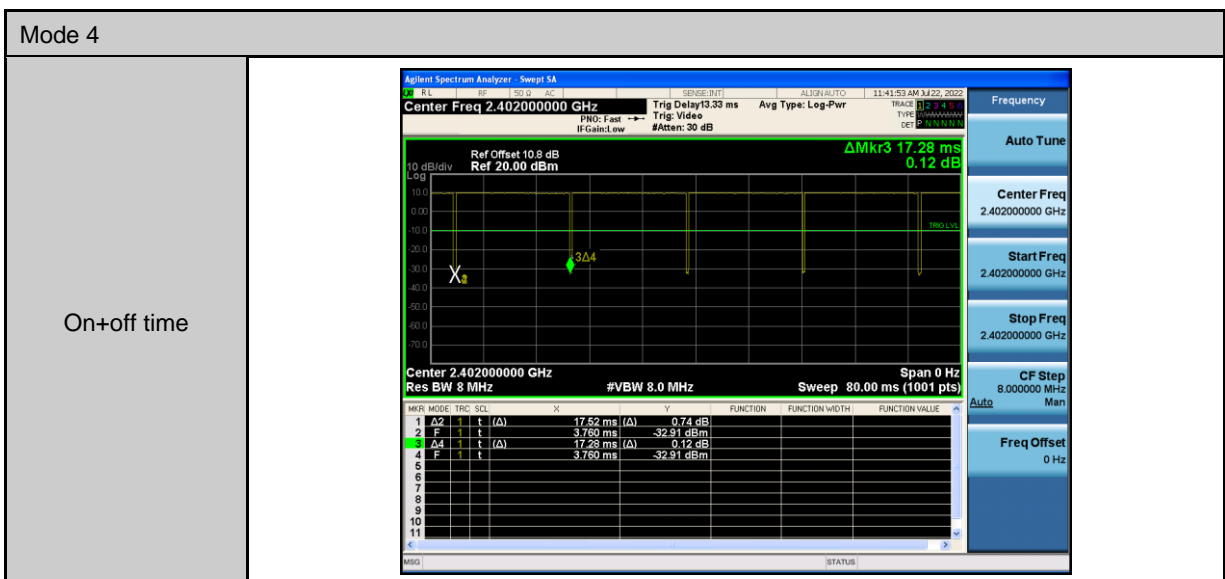 Mode 4
On+off time
Agilent Spectrum Analyzer - Swept SA
RL RF 50 Ω AC SENSE:INT ALIGNAUTO 11:41:53 AM Jul 22, 2022
Center Freq 2.402000000 GHz Trig Delay13.33 ms Avg Type: Log-Pwr TRACE 1 2 3 4 5 6
PNO: Fast Trig: Video TYPE
IFGain:Low #Atten: 30 dB DET P N N N N N
ΔMkr3 17.28 ms
0.12 dB
Ref Offset 10.8 dB
10 dB/div Ref 20.00 dBm
Log
10.0
0.00
-10.0
TRIG LVL
-20.0
3Δ4
-30.0
X
-40.0
-50.0
-60.0
-70.0
Center 2.402000000 GHz Span 0 Hz
Res BW 8 MHz #VBW 8.0 MHz Sweep 80.00 ms (1001 pts)
MKR MODE TRC SCL X Y FUNCTION FUNCTION WIDTH FUNCTION VALUE
1 Δ2 1 t (Δ) 17.52 ms (Δ) 0.74 dB
2 F 1 t 3.760 ms -32.91 dBm
3 Δ4 1 t (Δ) 17.28 ms (Δ) 0.12 dB
4 F 1 t 3.760 ms -32.91 dBm
5
6
7
8
9
10
11
MSG STATUS
Frequency
Auto Tune
Center Freq
2.402000000 GHz
Start Freq
2.402000000 GHz
Stop Freq
2.402000000 GHz
CF Step
8.000000 MHz
Auto Man
Freq Offset
0 Hz